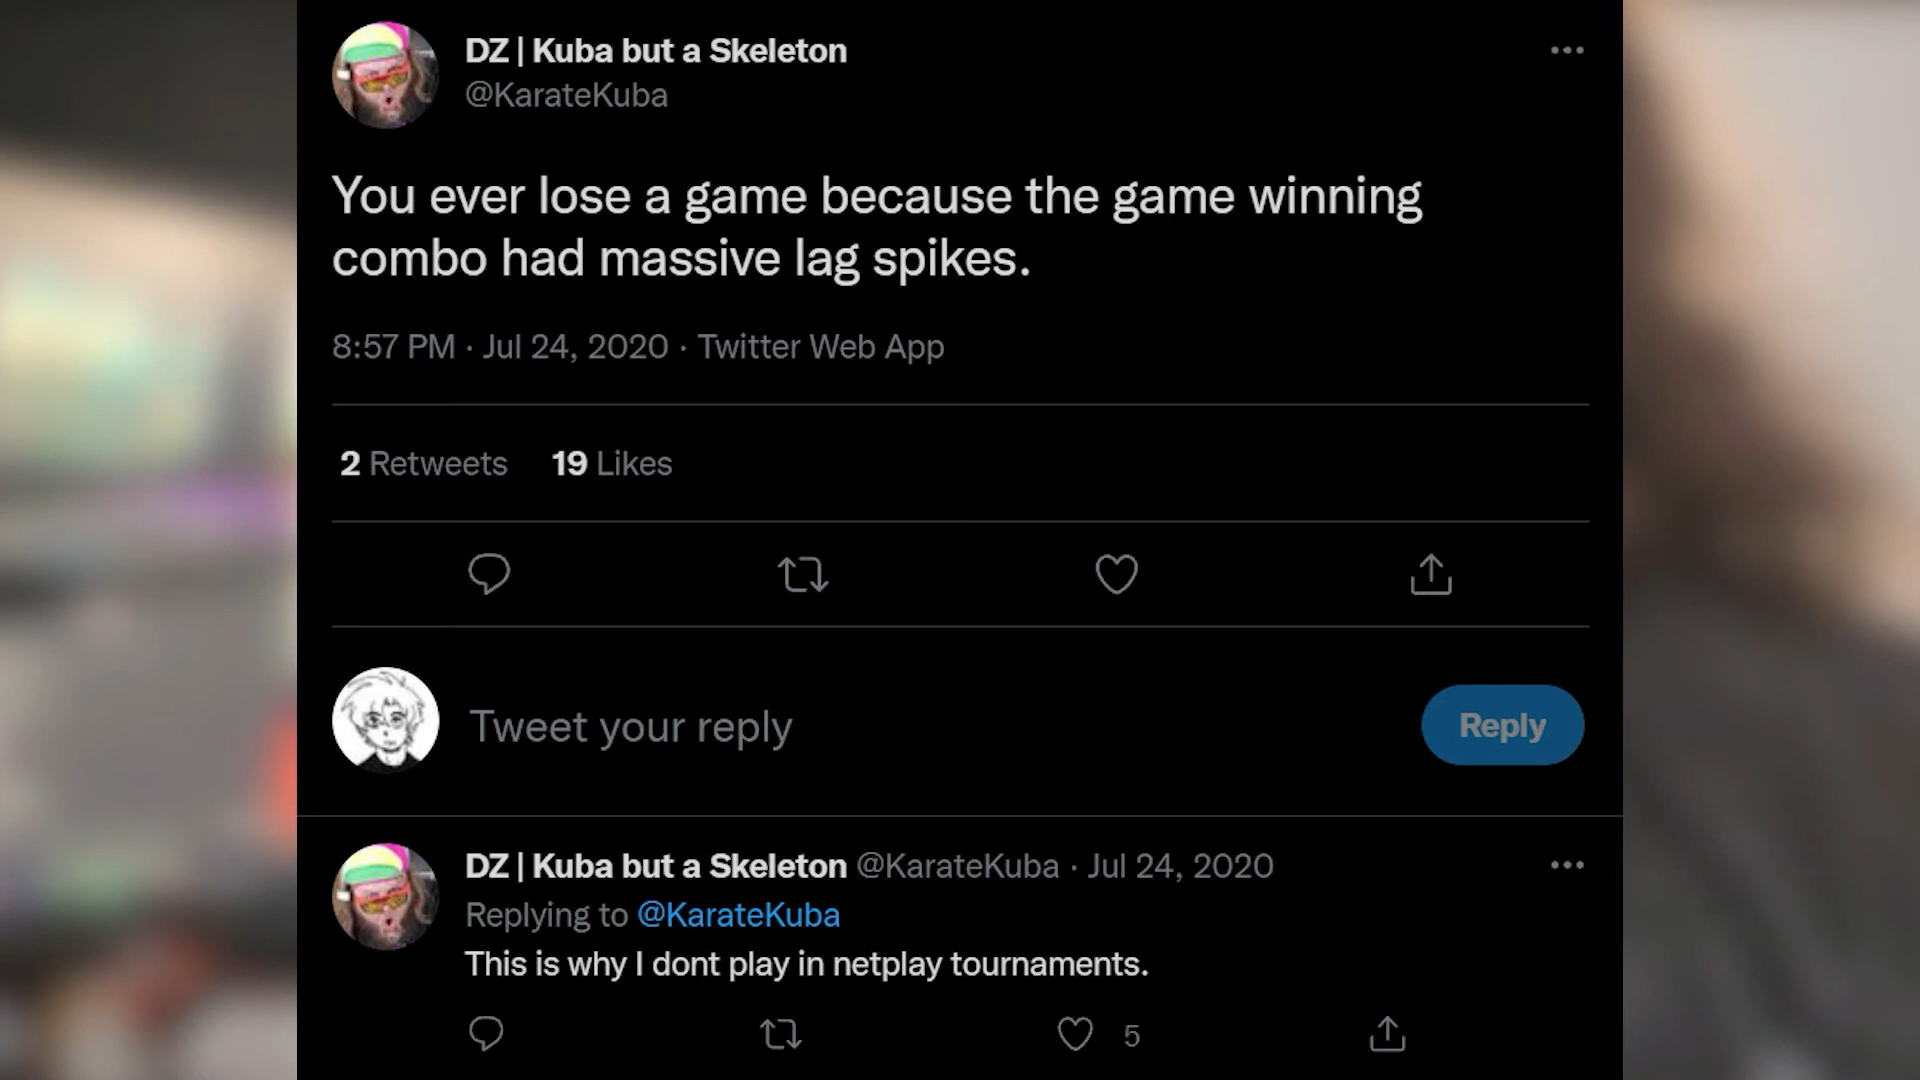 DZ | Kuba but a Skeleton
@KarateKuba
You ever lose a game because the game winning
combo had massive lag spikes.
8:57 PM · Jul 24, 2020 · Twitter Web App
2 Retweets 19 Likes
Tweet your reply
Reply
DZ | Kuba but a Skeleton @KarateKuba · Jul 24, 2020
Replying to @KarateKuba
This is why I dont play in netplay tournaments.
5